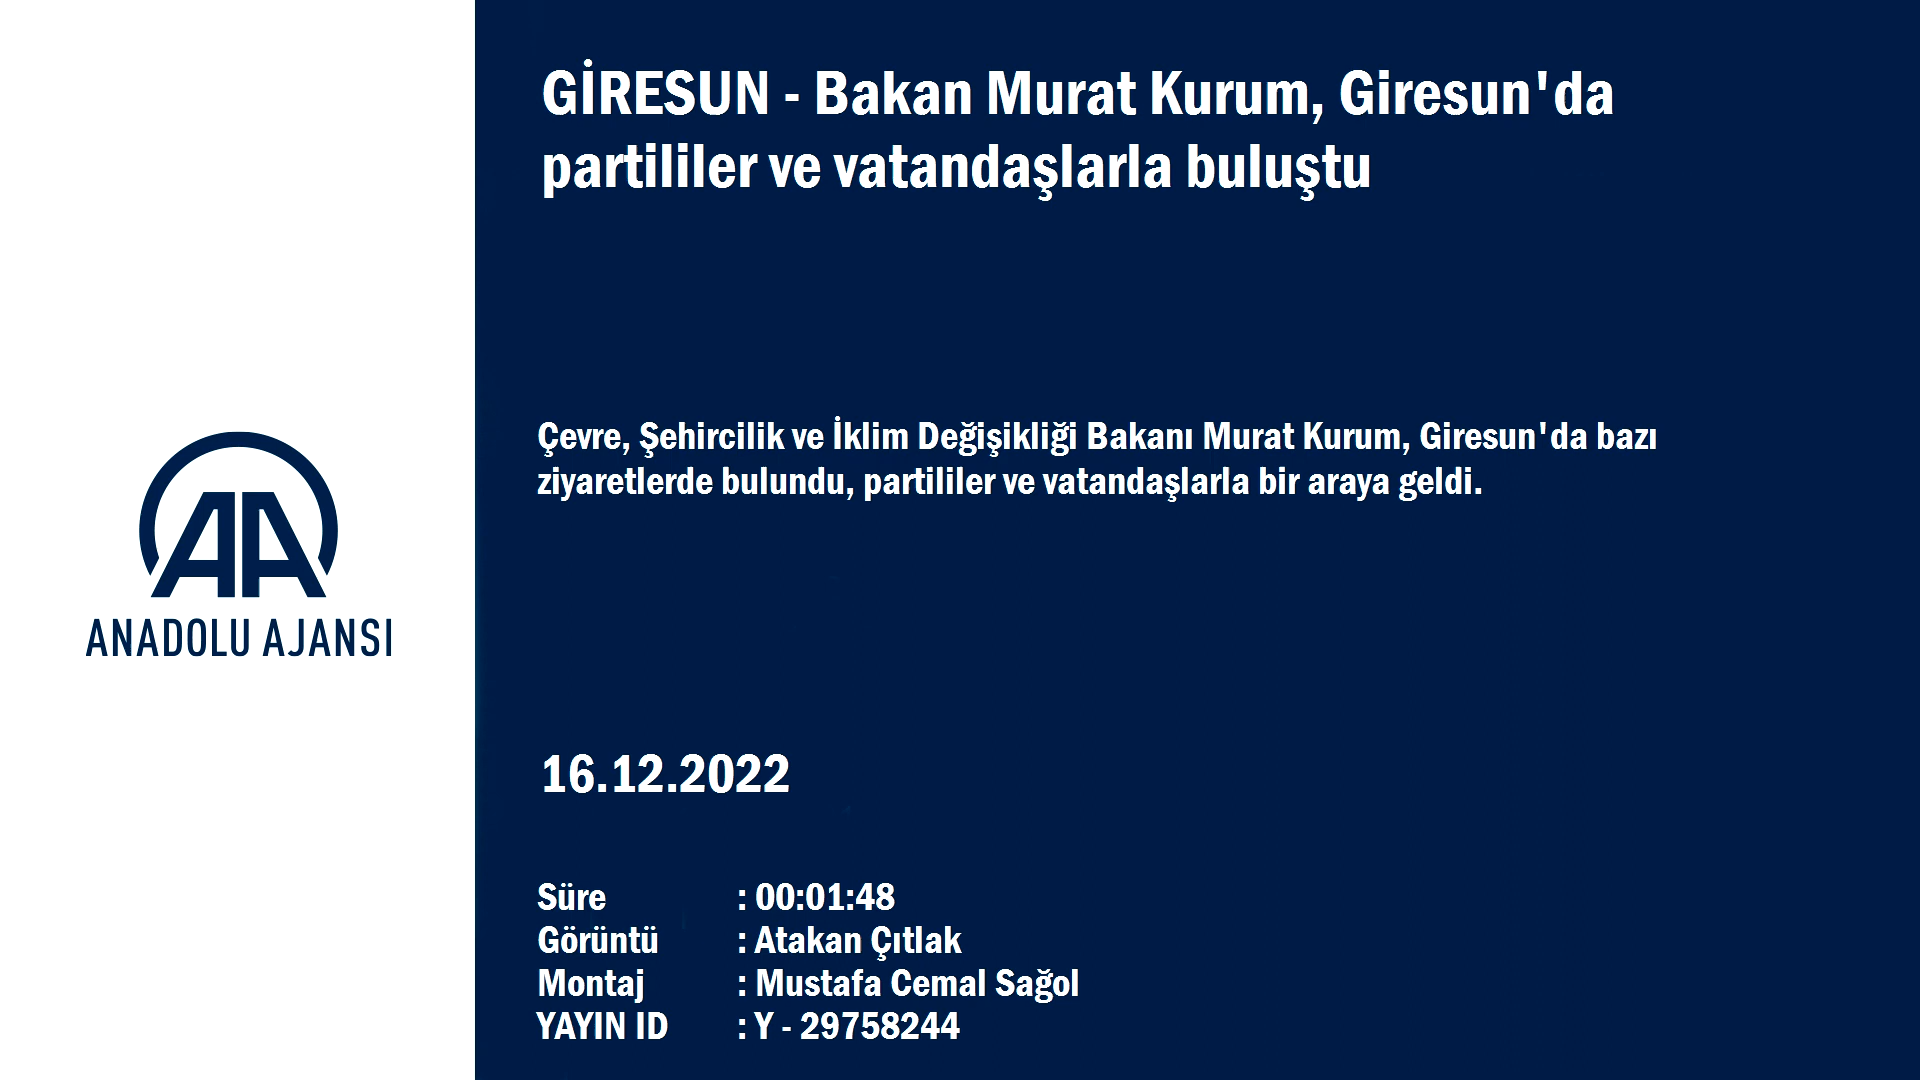 GİRESUN - Bakan Murat Kurum, Giresun'da
partililer ve vatandaşlarla buluştu
Çevre, Şehircilik ve İklim Değişikliği Bakanı Murat Kurum, Giresun'da bazı
ziyaretlerde bulundu, partililer ve vatandaşlarla bir araya geldi.
AA
ANADOLU AJANSI
16.12.2022
Süre : 00:01:48
Görüntü : Atakan Çıtlak
Montaj : Mustafa Cemal Sağol
YAYIN ID : Y - 29758244